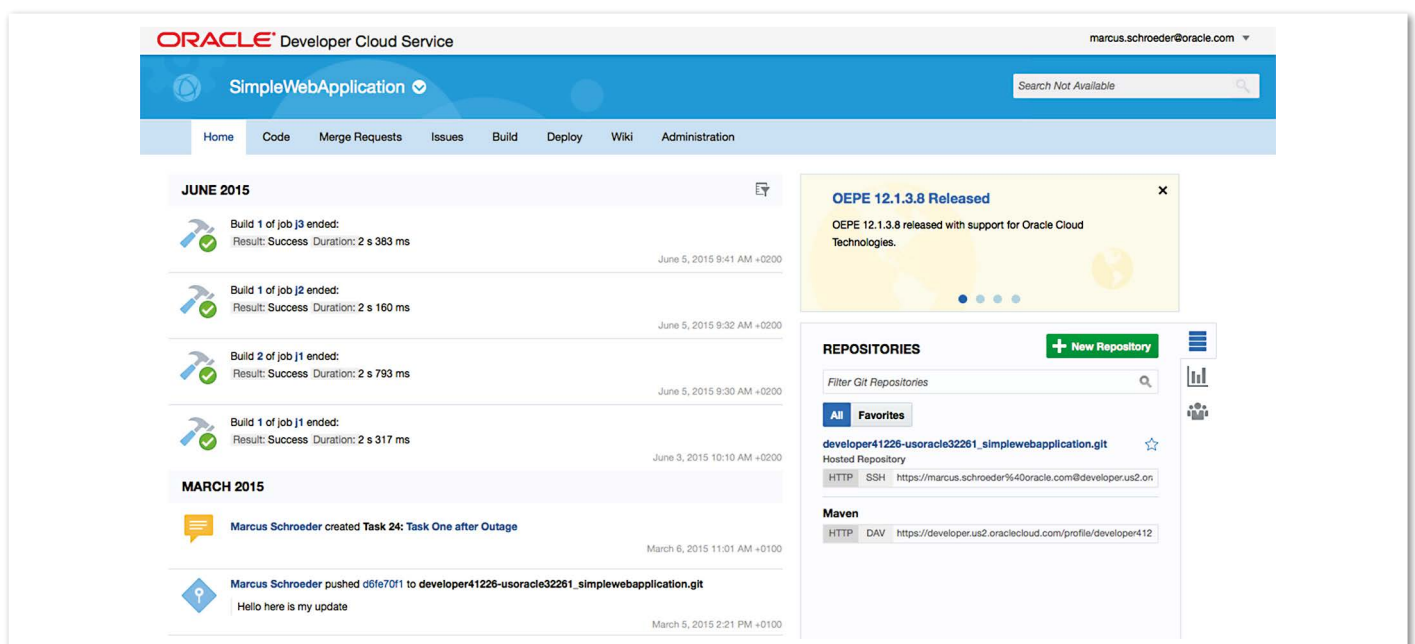 ORACLE® Developer Cloud Service
marcus.schroeder@oracle.com
SimpleWebApplication
Search Not Available
Home Code Merge Requests Issues Build Deploy Wiki Administration
JUNE 2015
Build 1 of job j3 ended:
Result: Success Duration: 2 s 383 ms
June 5, 2015 9:41 AM +0200
Build 1 of job j2 ended:
Result: Success Duration: 2 s 160 ms
June 5, 2015 9:32 AM +0200
Build 2 of job j1 ended:
Result: Success Duration: 2 s 793 ms
June 5, 2015 9:30 AM +0200
Build 1 of job j1 ended:
Result: Success Duration: 2 s 317 ms
June 3, 2015 10:10 AM +0200
MARCH 2015
Marcus Schroeder created Task 24: Task One after Outage
March 6, 2015 11:01 AM +0100
Marcus Schroeder pushed d6fe70f1 to developer41226-usoracle32261_simplewebapplication.git
Hello here is my update
March 5, 2015 2:21 PM +0100
OEPE 12.1.3.8 Released
OEPE 12.1.3.8 released with support for Oracle Cloud
Technologies.
REPOSITORIES
New Repository
Filter Git Repositories
All Favorites
developer41226-usoracle32261_simplewebapplication.git
Hosted Repository
HTTP SSH https://marcus.schroeder%40oracle.com@developer.us2.ora
Maven
HTTP DAV https://developer.us2.oraclecloud.com/profile/developer412